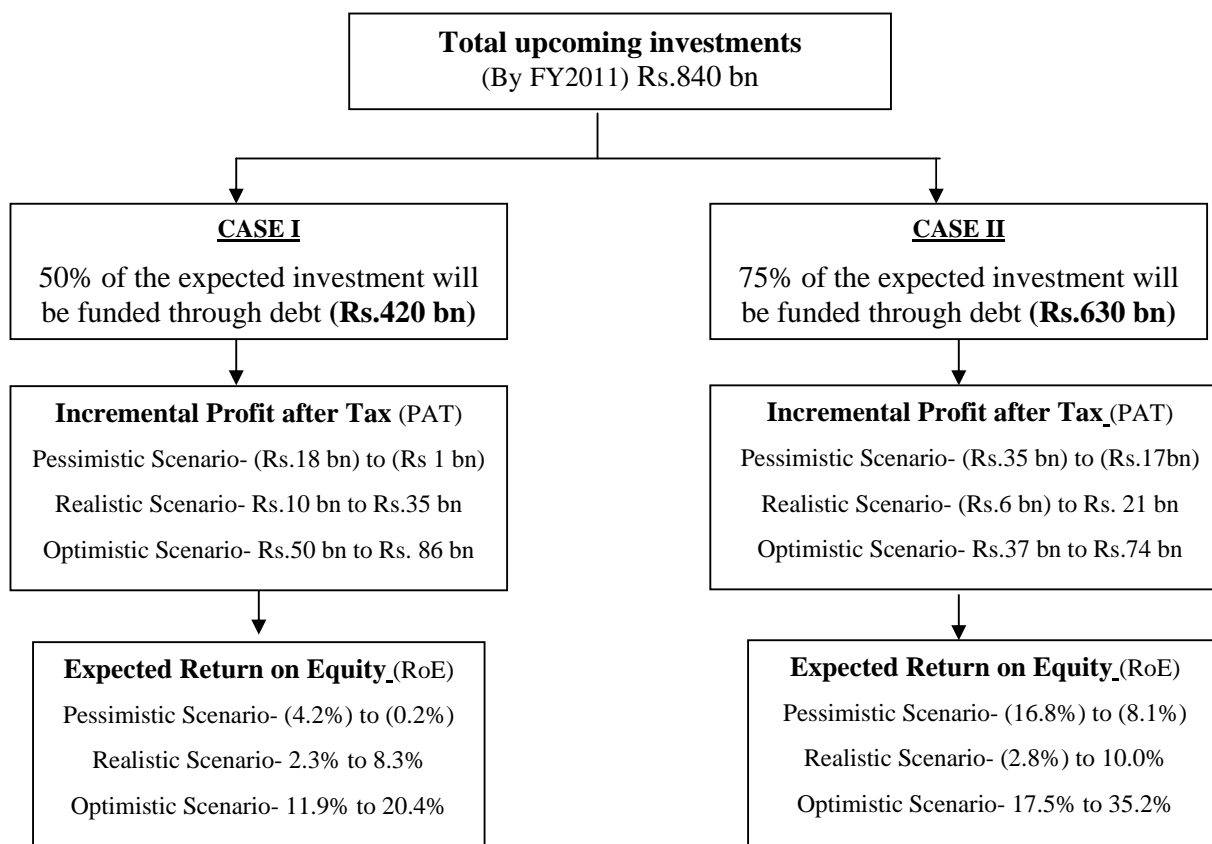 Total upcoming investments
(By FY2011) Rs.840 bn
CASE I
50% of the expected investment will
be funded through debt (Rs.420 bn)
Incremental Profit after Tax (PAT)
Pessimistic Scenario- (Rs.18 bn) to (Rs 1 bn)
Realistic Scenario- Rs.10 bn to Rs.35 bn
Optimistic Scenario- Rs.50 bn to Rs. 86 bn
Expected Return on Equity (RoE)
Pessimistic Scenario- (4.2%) to (0.2%)
Realistic Scenario- 2.3% to 8.3%
Optimistic Scenario- 11.9% to 20.4%
CASE II
75% of the expected investment will
be funded through debt (Rs.630 bn)
Incremental Profit after Tax (PAT)
Pessimistic Scenario- (Rs.35 bn) to (Rs.17bn)
Realistic Scenario- (Rs.6 bn) to Rs. 21 bn
Optimistic Scenario- Rs.37 bn to Rs.74 bn
Expected Return on Equity (RoE)
Pessimistic Scenario- (16.8%) to (8.1%)
Realistic Scenario- (2.8%) to 10.0%
Optimistic Scenario- 17.5% to 35.2%